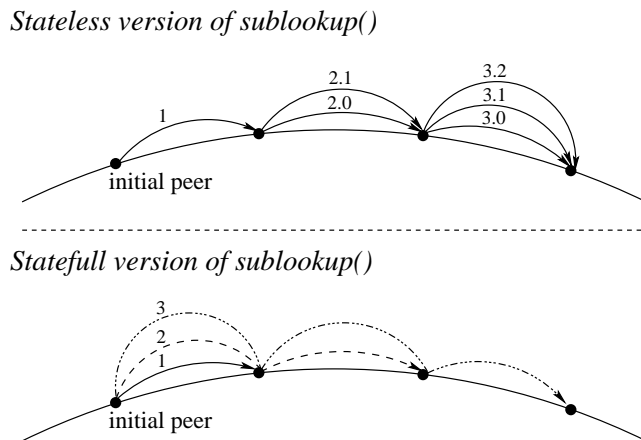 Stateless version of sublookup()
3.2
2.1
3.1
1
2.0
3.0
initial peer
Statefull version of sublookup()
3
2
1
initial peer